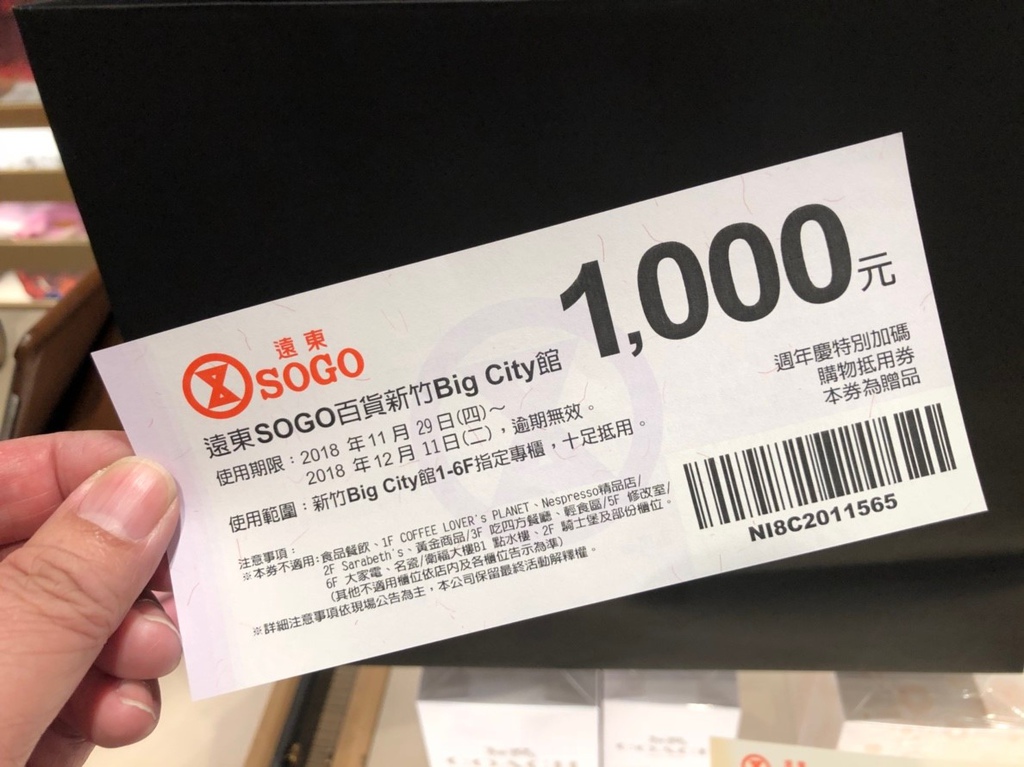 遠東
SOGO
1,000元
遠東SOGO百貨新竹Big City館
使用期限：2018 年 11 月 29 日(四)～
2018 年 12 月 11 日(二)，逾期無效。
使用範圍：新竹Big City館1-6F指定專櫃，十足抵用。
週年慶特別加碼
購物抵用券
本券為贈品
NI8C2011565
注意事項：
※本券不適用:食品餐飲、1F COFFEE LOVER's PLANET、Nespresso精品店/
2F Sarabeth's、黃金商品/3F 吃四方餐廳、輕食區/5F 修改室/
6F 大家電、名瓷/衛福大樓B1 點水樓、2F 騎士堡及部份櫃位。
(其他不適用櫃位依店內及各櫃位告示為準)
※詳細注意事項依現場公告為主，本公司保留最終活動解釋權。